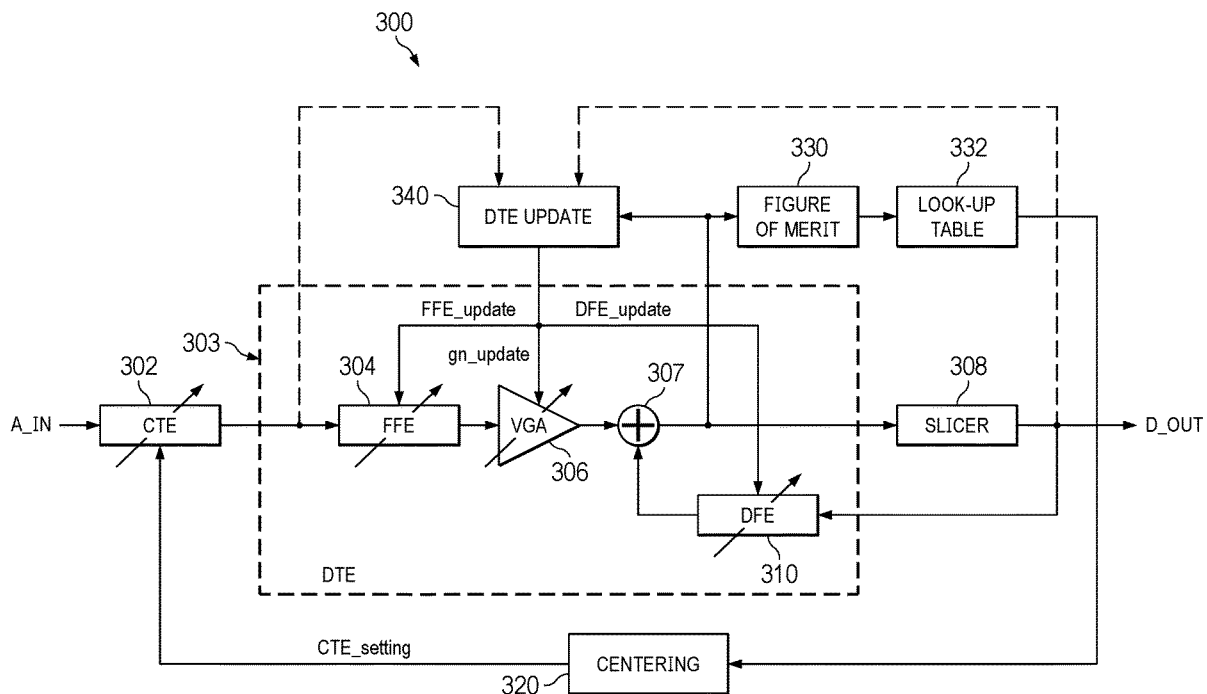 300
330
332
340
DTE UPDATE
FIGURE
OF MERIT
LOOK-UP
TABLE
FFE_update
DFE_update
303
gn_update
302
304
307
308
A_IN
CTE
FFE
VGA
SLICER
D_OUT
306
DFE
310
DTE
CTE_setting
CENTERING
320